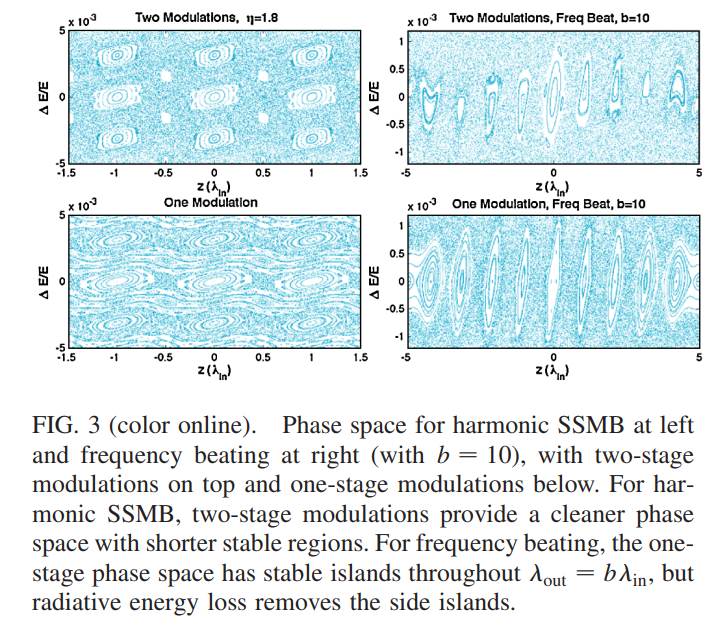 x 10⁻³ Two Modulations, η=1.8
5
0
-5
Δ E/E
-1.5 -1 -0.5 0 0.5 1 1.5
z (λin)
x 10⁻³ Two Modulations, Freq Beat, b=10
1
0.5
0
-0.5
-1
Δ E/E
-5 0 5
z (λin)
x 10⁻³ One Modulation
5
0
-5
Δ E/E
-1.5 -1 -0.5 0 0.5 1 1.5
z (λin)
x 10⁻³ One Modulation, Freq Beat, b=10
1
0.5
0
-0.5
-1
Δ E/E
-5 0 5
z (λin)
FIG. 3 (color online). Phase space for harmonic SSMB at left
and frequency beating at right (with b = 10), with two-stage
modulations on top and one-stage modulations below. For har-
monic SSMB, two-stage modulations provide a cleaner phase
space with shorter stable regions. For frequency beating, the one-
stage phase space has stable islands throughout λout = bλin, but
radiative energy loss removes the side islands.